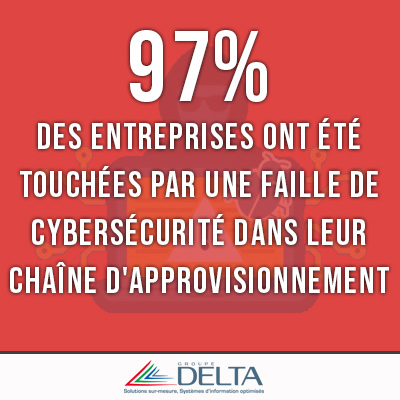 97%
DES ENTREPRISES ONT ÉTÉ
TOUCHÉES PAR UNE FAILLE DE
CYBERSÉCURITÉ DANS LEUR
CHAÎNE D'APPROVISIONNEMENT
GROUPE
DELTA
Solutions sur-mesure, Systèmes d'information optimisés